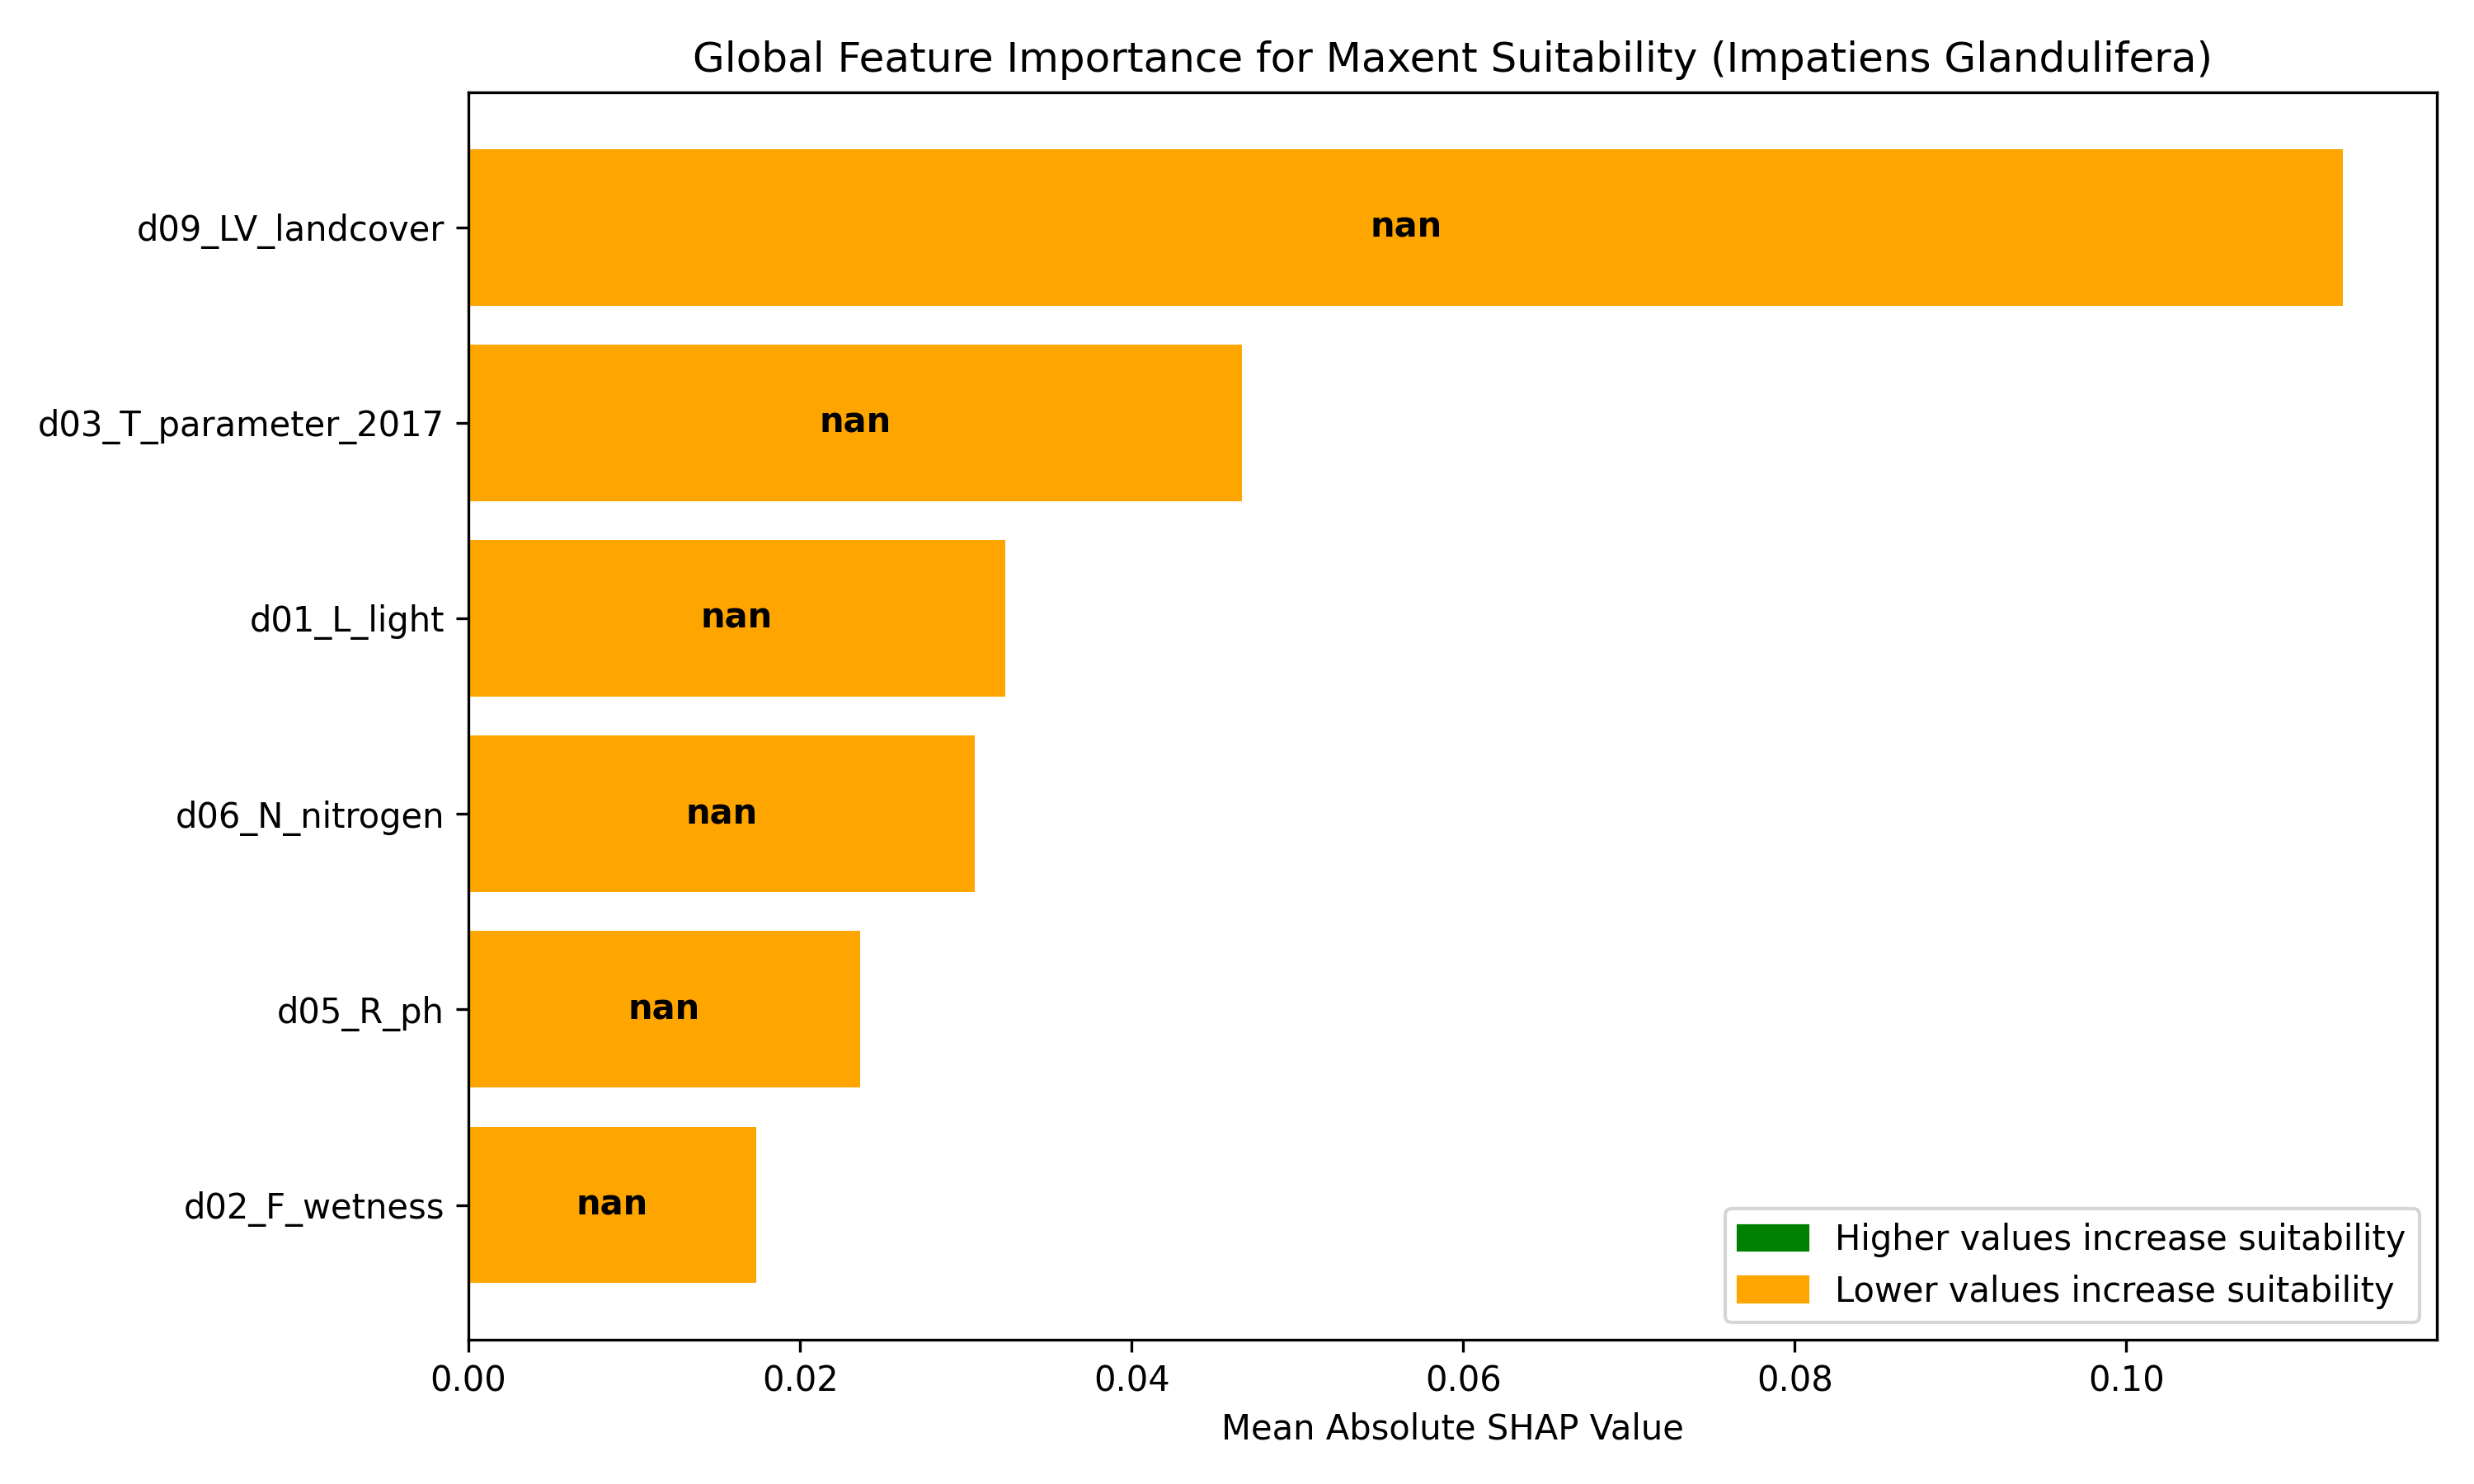 Global Feature Importance for Maxent Suitability (Impatiens Glandulifera)
d09_LV_landcover
nan
d03_T_parameter_2017
nan
d01_L_light
nan
d06_N_nitrogen
nan
d05_R_ph
nan
d02_F_wetness
nan
Higher values increase suitability
Lower values increase suitability
0.00 0.02 0.04 0.06 0.08 0.10
Mean Absolute SHAP Value